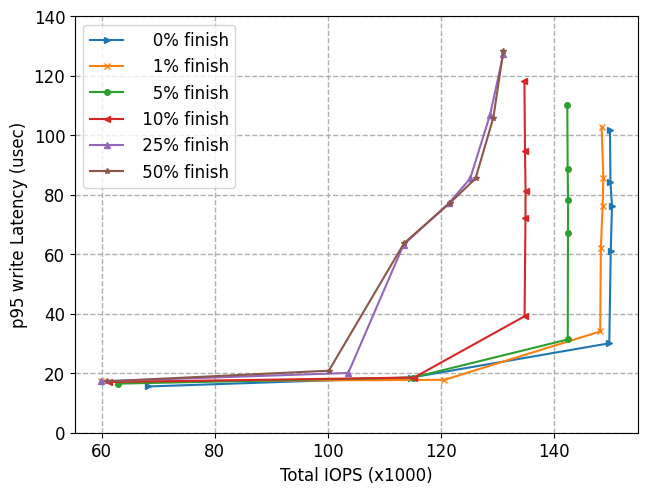 140
120
100
80
60
40
20
0
p95 write Latency (usec)
0% finish
1% finish
5% finish
10% finish
25% finish
50% finish
60
80
100
120
140
Total IOPS (x1000)